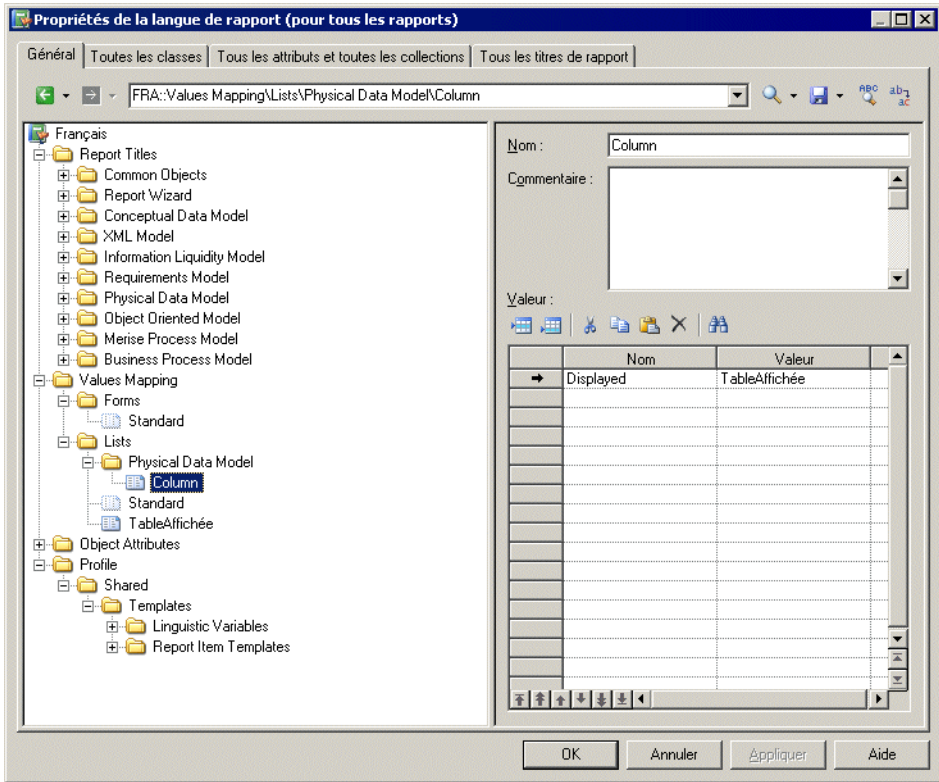 Propriétés de la langue de rapport (pour tous les rapports)
Général
Toutes les classes
Tous les attributs et toutes les collections
Tous les titres de rapport
FRA::Values Mapping\Lists\Physical Data Model\Column
ABC
ab
ac
Français
Report Titles
Common Objects
Report Wizard
Conceptual Data Model
XML Model
Information Liquidity Model
Requirements Model
Physical Data Model
Object Oriented Model
Merise Process Model
Business Process Model
Values Mapping
Forms
Standard
Lists
Physical Data Model
Column
Standard
TableAffichée
Object Attributes
Profile
Shared
Templates
Linguistic Variables
Report Item Templates
Nom :
Column
Commentaire :
Valeur :
Nom
Valeur
Displayed
TableAffichée
OK
Annuler
Appliquer
Aide